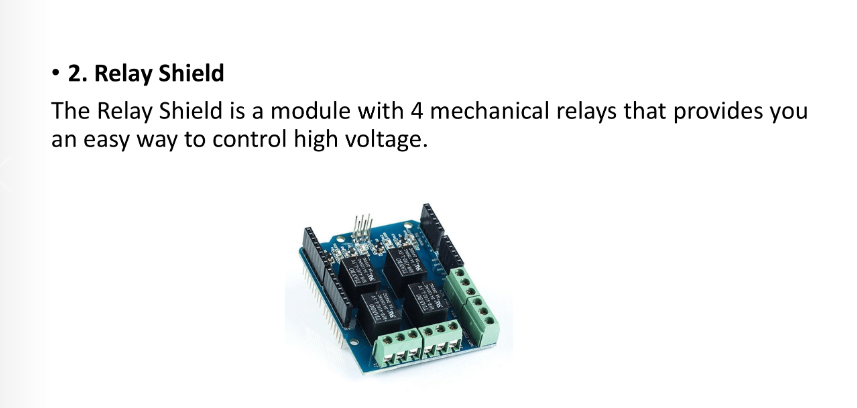 • 2. Relay Shield
The Relay Shield is a module with 4 mechanical relays that provides you
an easy way to control high voltage.